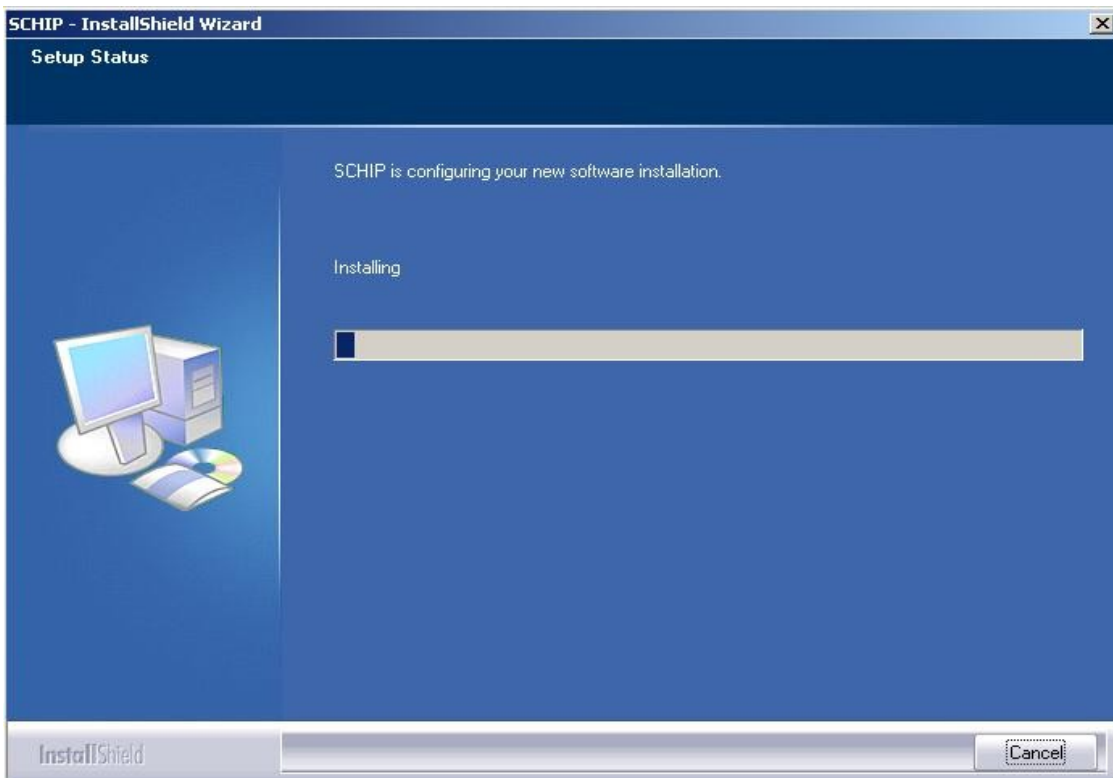 SCHIP - InstallShield Wizard
Setup Status
SCHIP is configuring your new software installation.
Installing
InstallShield
Cancel